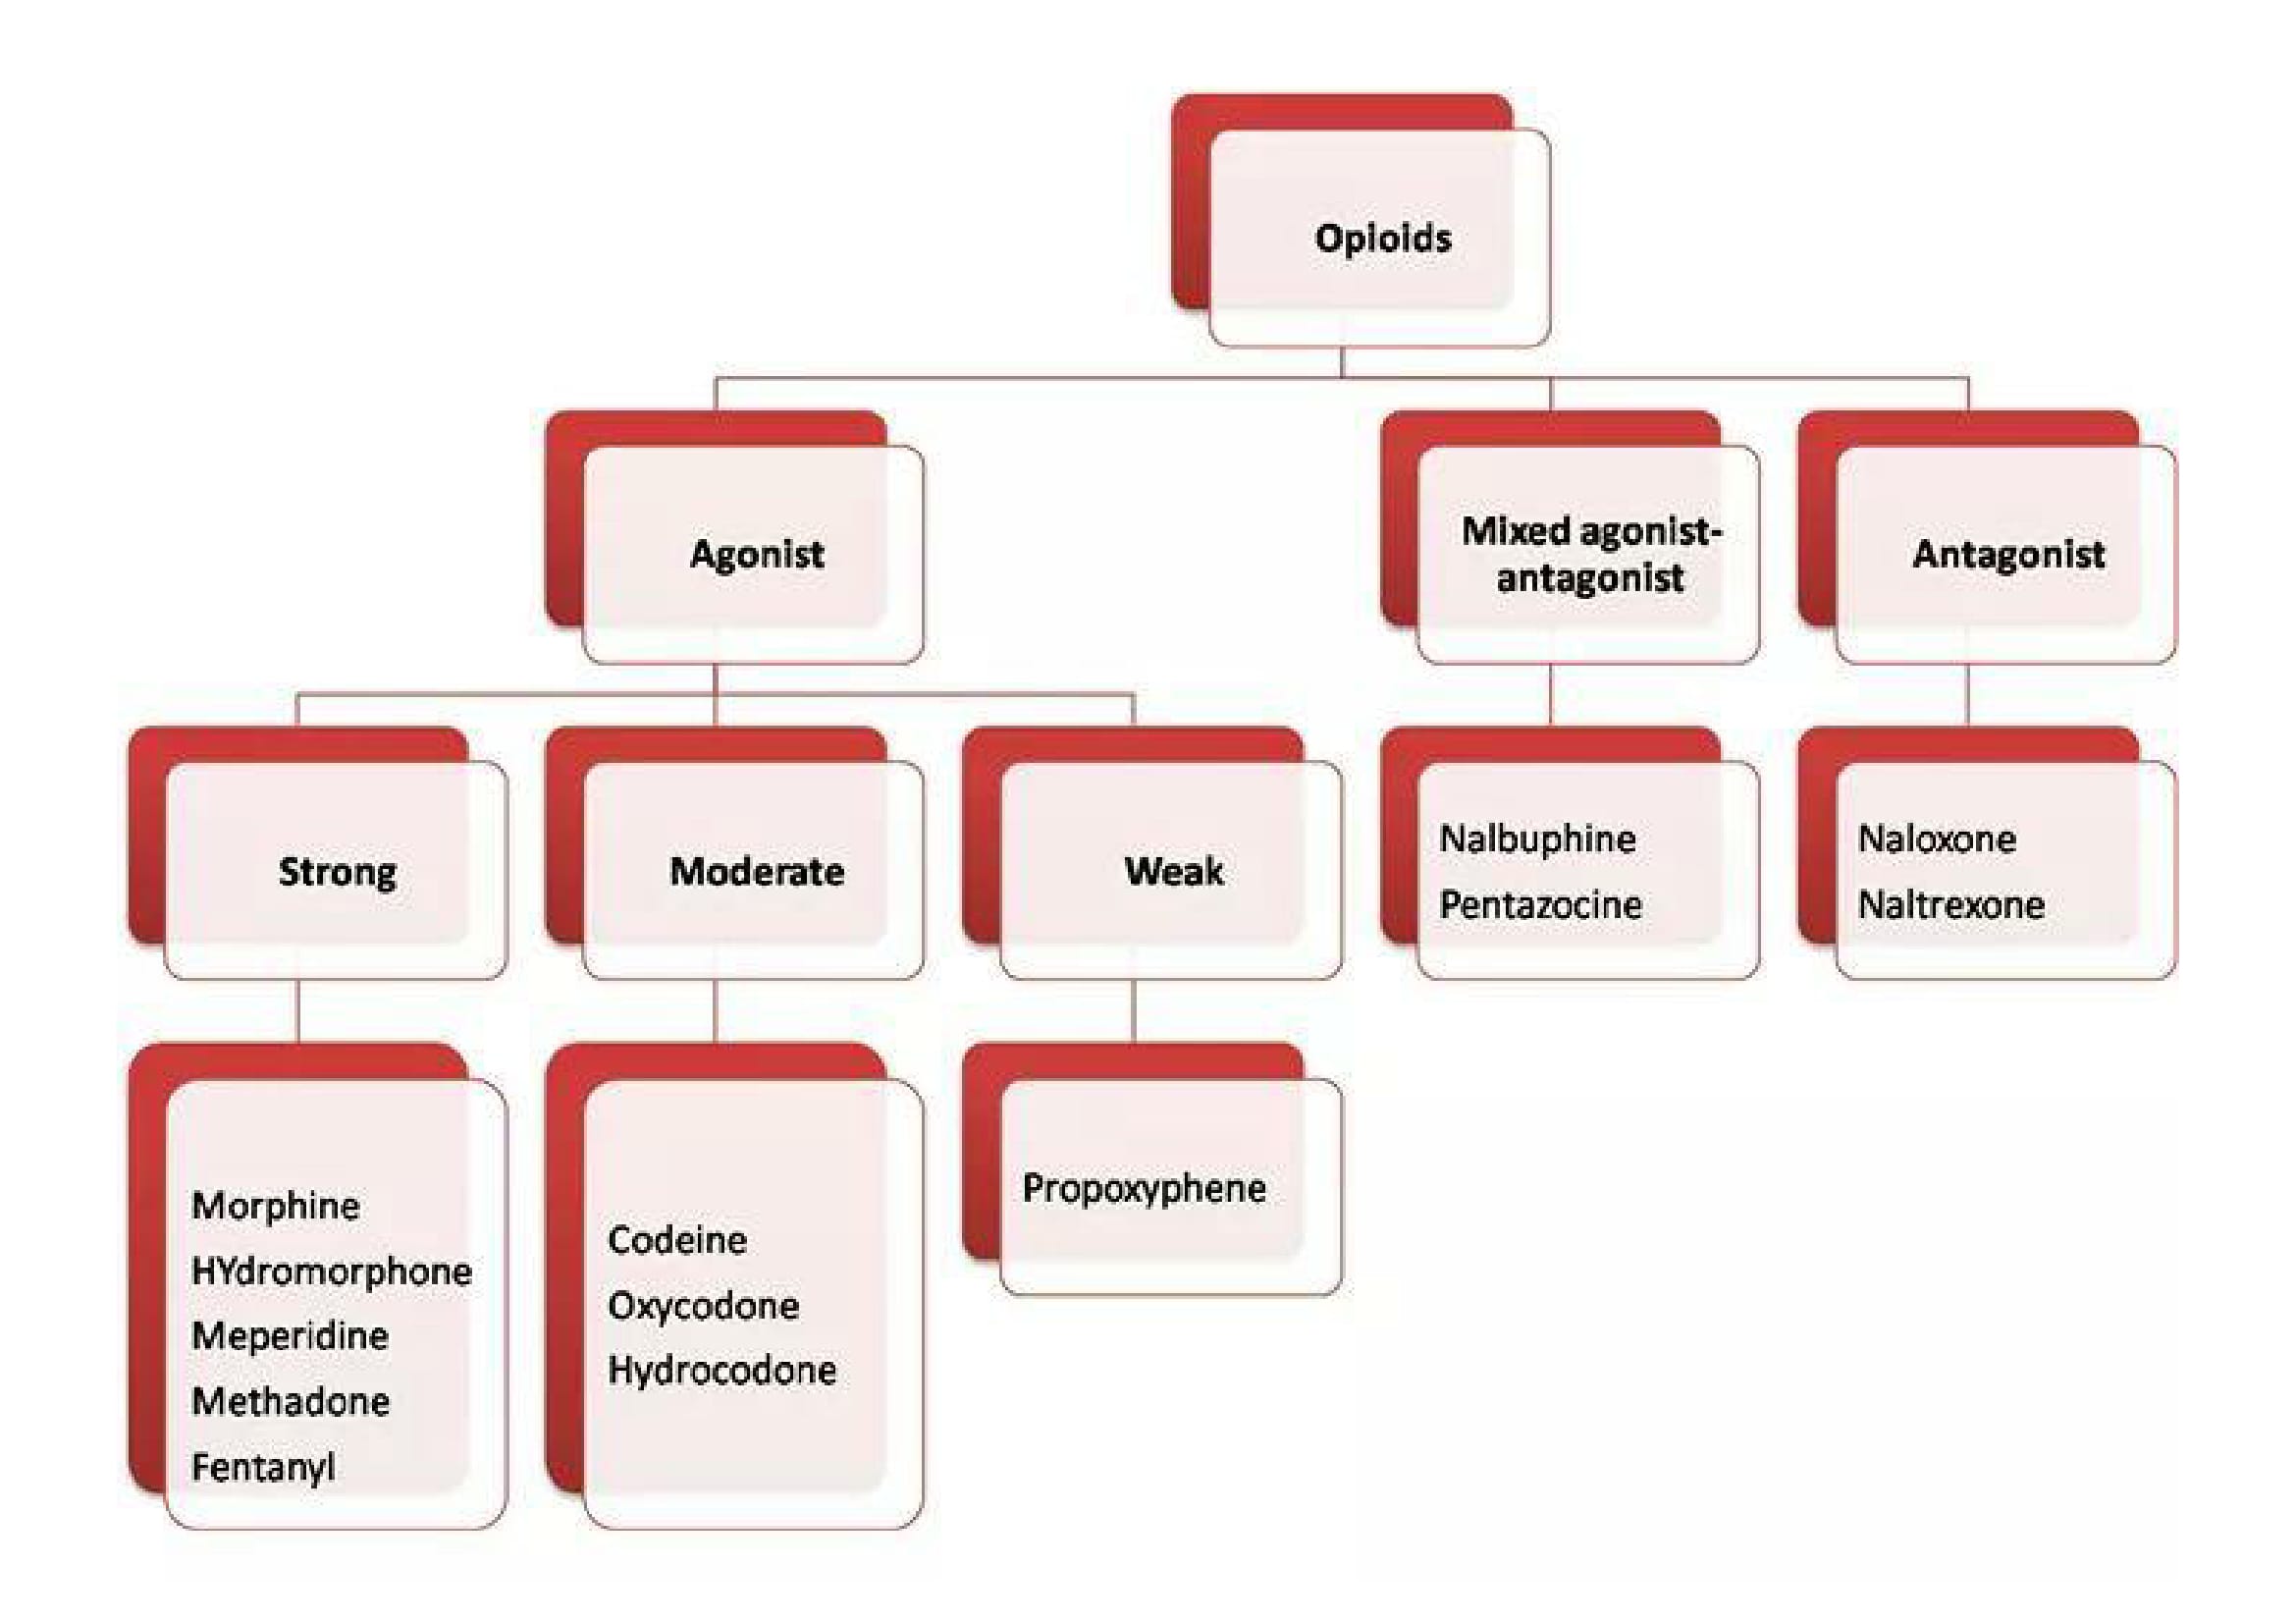 Opioids
Agonist
Mixed agonist-
antagonist
Antagonist
Strong
Moderate
Weak
Nalbuphine
Pentazocine
Naloxone
Naltrexone
Morphine
HYdromorphone
Meperidine
Methadone
Fentanyl
Codeine
Oxycodone
Hydrocodone
Propoxyphene